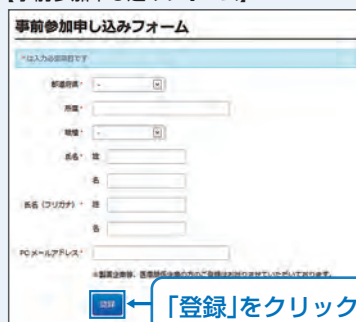 事前参加申し込みフォーム
*は入力必須項目です
都道府県*
-
所属*
職種*
-
氏名* 姓
名
氏名 (フリガナ) * 姓
名
PCメールアドレス*
登録
「登録」をクリック